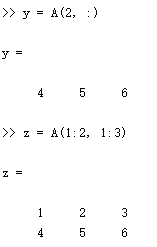 >> y = A(2, :)
y =
4 5 6
>> z = A(1:2, 1:3)
z =
1 2 3
4 5 6